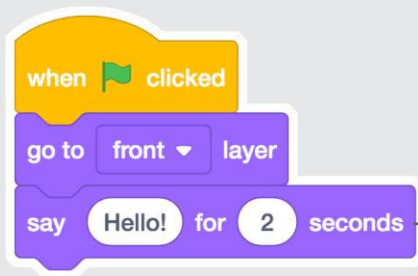 when clicked
go to front layer
say Hello! for 2 seconds